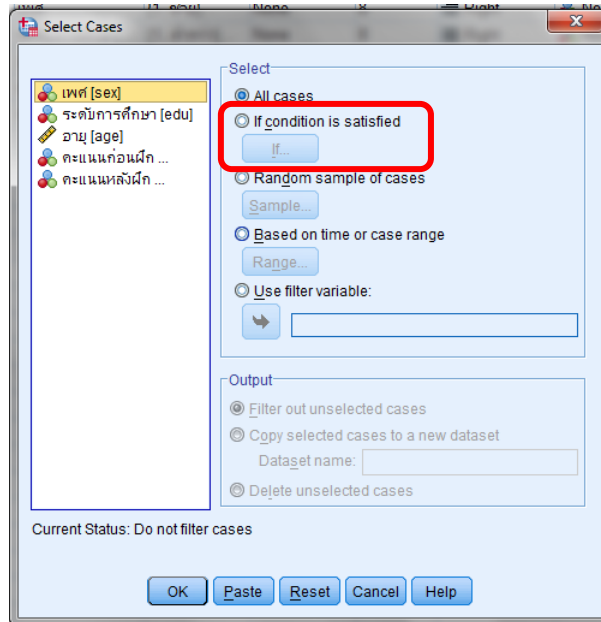 Select Cases
เพศ [sex]
ระดับการศึกษา [edu]
อายุ [age]
คะแนนก่อนฝึก ...
คะแนนหลังฝึก ...
Select
All cases
If condition is satisfied
If...
Random sample of cases
Sample...
Based on time or case range
Range...
Use filter variable:
Output
Filter out unselected cases
Copy selected cases to a new dataset
Dataset name:
Delete unselected cases
Current Status: Do not filter cases
OK Paste Reset Cancel Help